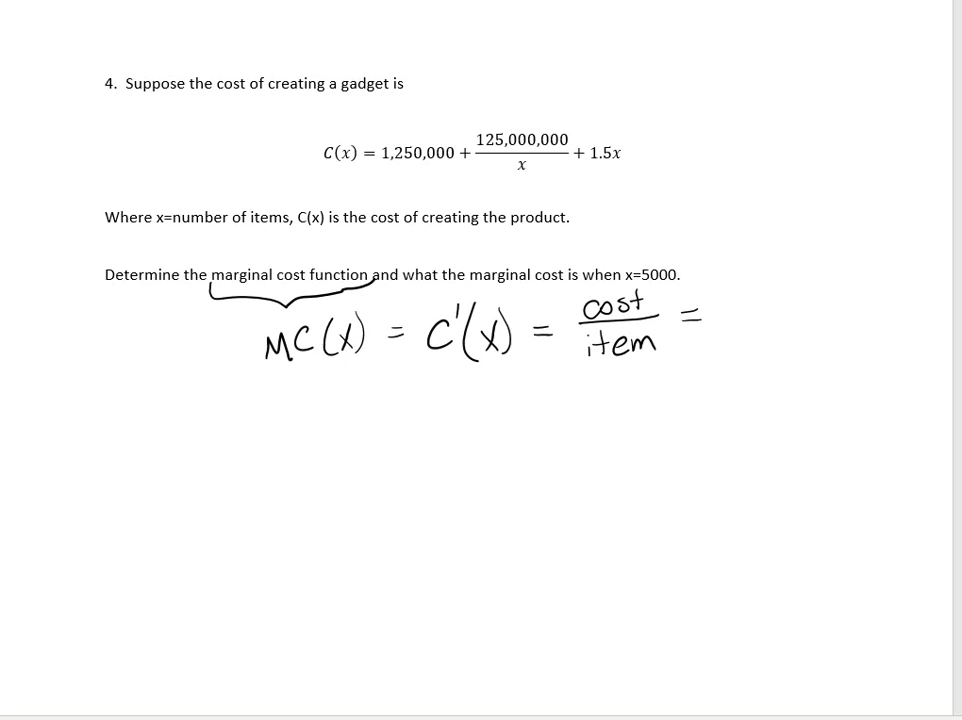 4. Suppose the cost of creating a gadget is
C(x) = 1,250,000 + 125,000,000/x + 1.5x
Where x=number of items, C(x) is the cost of creating the product.
Determine the marginal cost function and what the marginal cost is when x=5000.
MC(x) = C'(x) = cost/item =